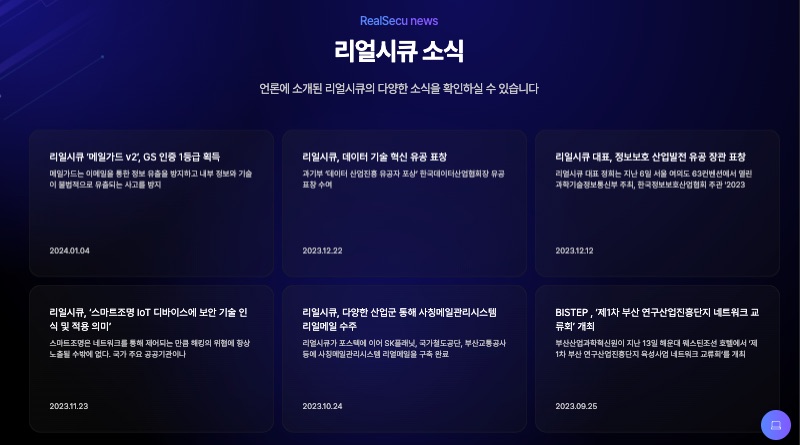 RealSecu news
리얼시큐 소식
언론에 소개된 리얼시큐의 다양한 소식을 확인하실 수 있습니다
리얼시큐 '메일가드 v2', GS 인증 1등급 획득
메일가드는 이메일을 통한 정보 유출을 방지하고 내부 정보와 기술
이 불법적으로 유출되는 사고를 방지
2024.01.04
리얼시큐, 데이터 기술 혁신 유공 표창
과기부 '데이터 산업진흥 유공자 포상' 한국데이터산업협회장 유공
표창 수여
2023.12.22
리얼시큐 대표, 정보보호 산업발전 유공 장관 표창
리얼시큐 대표 정희는 지난 6일 서울 여의도 63컨벤션에서 열린
과학기술정보통신부 주최, 한국정보보호산업협회 주관 '2023
2023.12.12
리얼시큐, '스마트조명 IoT 디바이스에 보안 기술 인
식 및 적용 의미'
스마트조명은 네트워크를 통해 제어되는 만큼 해킹의 위협에 항상
노출될 수밖에 없다. 국가 주요 공공기관이나
2023.11.23
리얼시큐, 다양한 산업군 통해 사칭메일관리시스템
리얼메일 수주
리얼시큐가 포스텍에 이어 SK플래닛, 국가철도공단, 부산교통공사
등에 사칭메일관리시스템 리얼메일을 구축 완료
2023.10.24
BISTEP , '제1차 부산 연구산업진흥단지 네트워크 교
류회' 개최
부산산업과학혁신원이 지난 13일 해운대 웨스틴조선 호텔에서 '제
1차 부산 연구산업진흥단지 육성사업 네트워크 교류회'를 개최
2023.09.25